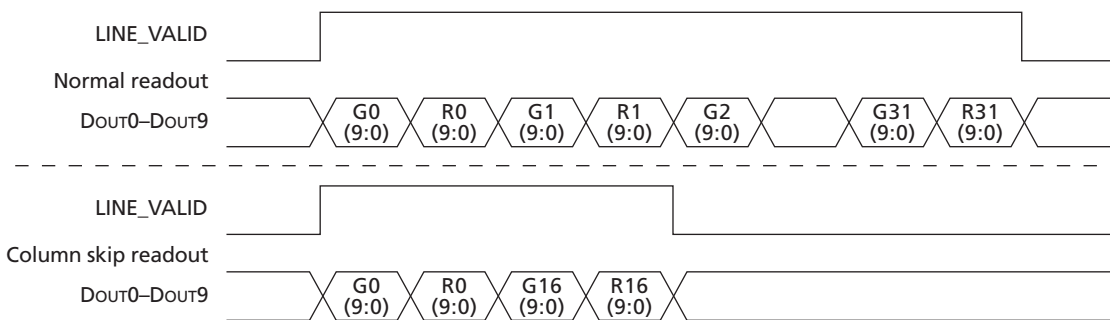 LINE_VALID
Normal readout
DOUT0–DOUT9
G0 (9:0)
R0 (9:0)
G1 (9:0)
R1 (9:0)
G2 (9:0)
G31 (9:0)
R31 (9:0)
LINE_VALID
Column skip readout
DOUT0–DOUT9
G0 (9:0)
R0 (9:0)
G16 (9:0)
R16 (9:0)